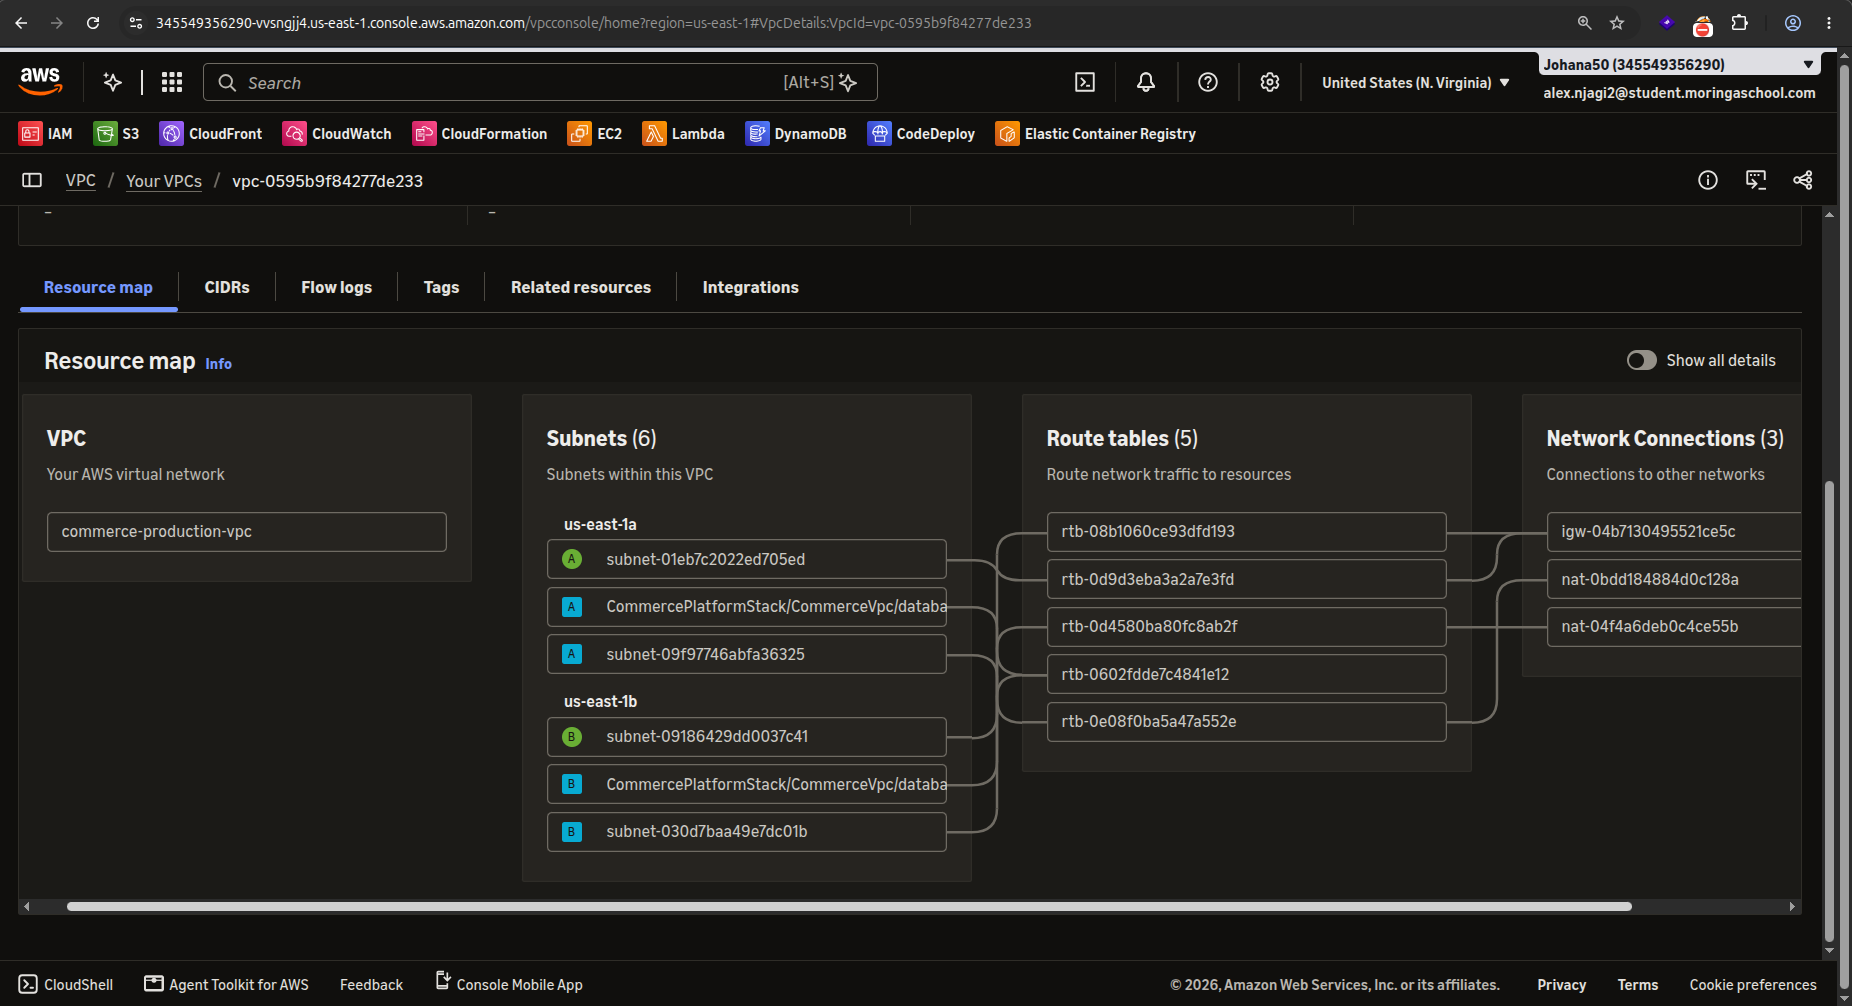 345549356290-vvsngjj4.us-east-1.console.aws.amazon.com/vpcconsole/home?region=us-east-1#VpcDetails:VpcId=vpc-0595b9f84277de233
aws
Search
[Alt+S]
United States (N. Virginia)
Johana50 (345549356290)
alex.njagi2@student.moringaschool.com
IAM
S3
CloudFront
CloudWatch
CloudFormation
EC2
Lambda
DynamoDB
CodeDeploy
Elastic Container Registry
VPC / Your VPCs / vpc-0595b9f84277de233
–
–
Resource map
CIDRs
Flow logs
Tags
Related resources
Integrations
Resource map Info
Show all details
VPC
Your AWS virtual network
commerce-production-vpc
Subnets (6)
Subnets within this VPC
us-east-1a
A subnet-01eb7c2022ed705ed
A CommercePlatformStack/CommerceVpc/databa
A subnet-09f97746abfa36325
us-east-1b
B subnet-09186429dd0037c41
B CommercePlatformStack/CommerceVpc/databa
B subnet-030d7baa49e7dc01b
Route tables (5)
Route network traffic to resources
rtb-08b1060ce93dfd193
rtb-0d9d3eba3a2a7e3fd
rtb-0d4580ba80fc8ab2f
rtb-0602fdde7c4841e12
rtb-0e08f0ba5a47a552e
Network Connections (3)
Connections to other networks
igw-04b7130495521ce5c
nat-0bdd184884d0c128a
nat-04f4a6deb0c4ce55b
CloudShell
Agent Toolkit for AWS
Feedback
Console Mobile App
© 2026, Amazon Web Services, Inc. or its affiliates.
Privacy
Terms
Cookie preferences